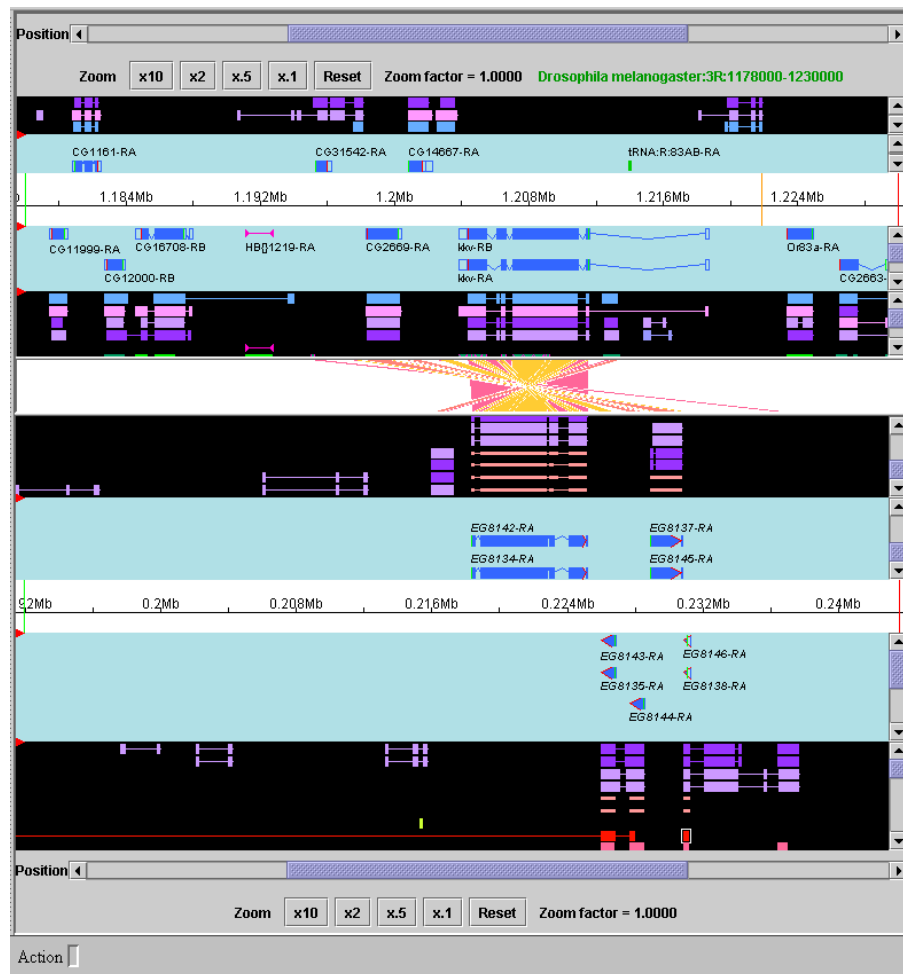 Position
Zoom x10 x2 x.5 x.1 Reset Zoom factor = 1.0000 Drosophila melanogaster:3R:1178000-1230000
CG1161-RA CG31542-RA CG14667-RA tRNA:R:83AB-RA
1.184Mb 1.192Mb 1.2Mb 1.208Mb 1.216Mb 1.224Mb
CG11999-RA CG16708-RB HB{}1219-RA CG2669-RA kkv-RB Or83a-RA
CG12000-RB kkv-RA CG2663-
EG8142-RA EG8137-RA
EG8134-RA EG8145-RA
92Mb 0.2Mb 0.208Mb 0.216Mb 0.224Mb 0.232Mb 0.24Mb
EG8143-RA EG8146-RA
EG8135-RA EG8138-RA
EG8144-RA
Position
Zoom x10 x2 x.5 x.1 Reset Zoom factor = 1.0000
Action